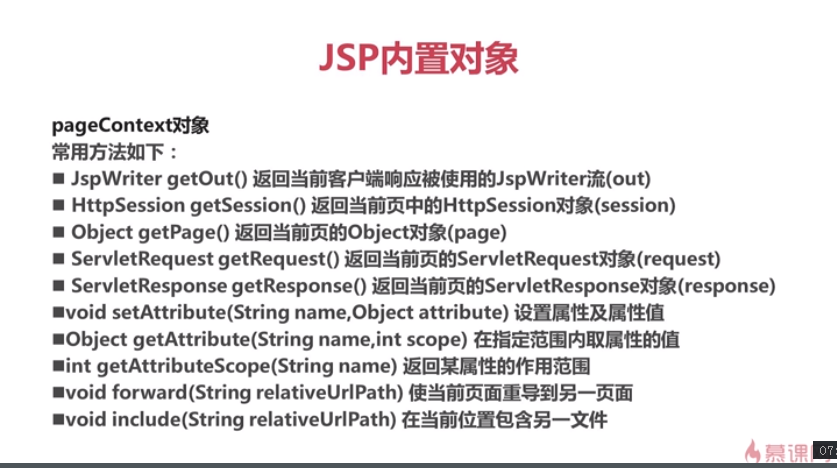 JSP内置对象
pageContext对象
常用方法如下：
■ JspWriter getOut() 返回当前客户端响应被使用的JspWriter流(out)
■ HttpSession getSession() 返回当前页中的HttpSession对象(session)
■ Object getPage() 返回当前页的Object对象(page)
■ ServletRequest getRequest() 返回当前页的ServletRequest对象(request)
■ ServletResponse getResponse() 返回当前页的ServletResponse对象(response)
■void setAttribute(String name,Object attribute) 设置属性及属性值
■Object getAttribute(String name,int scope) 在指定范围内取属性的值
■int getAttributeScope(String name) 返回某属性的作用范围
■void forward(String relativeUrlPath) 使当前页面重导到另一页面
■void include(String relativeUrlPath) 在当前位置包含另一文件
慕课